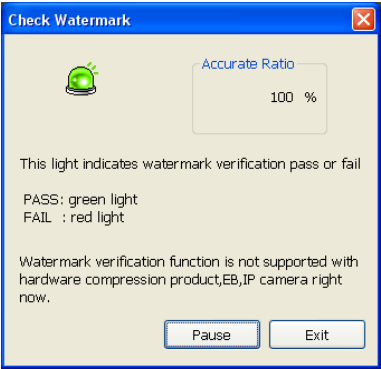 Check Watermark
Accurate Ratio
100 %
This light indicates watermark verification pass or fail
PASS: green light
FAIL : red light
Watermark verification function is not supported with
hardware compression product,EB,IP camera right
now.
Pause
Exit